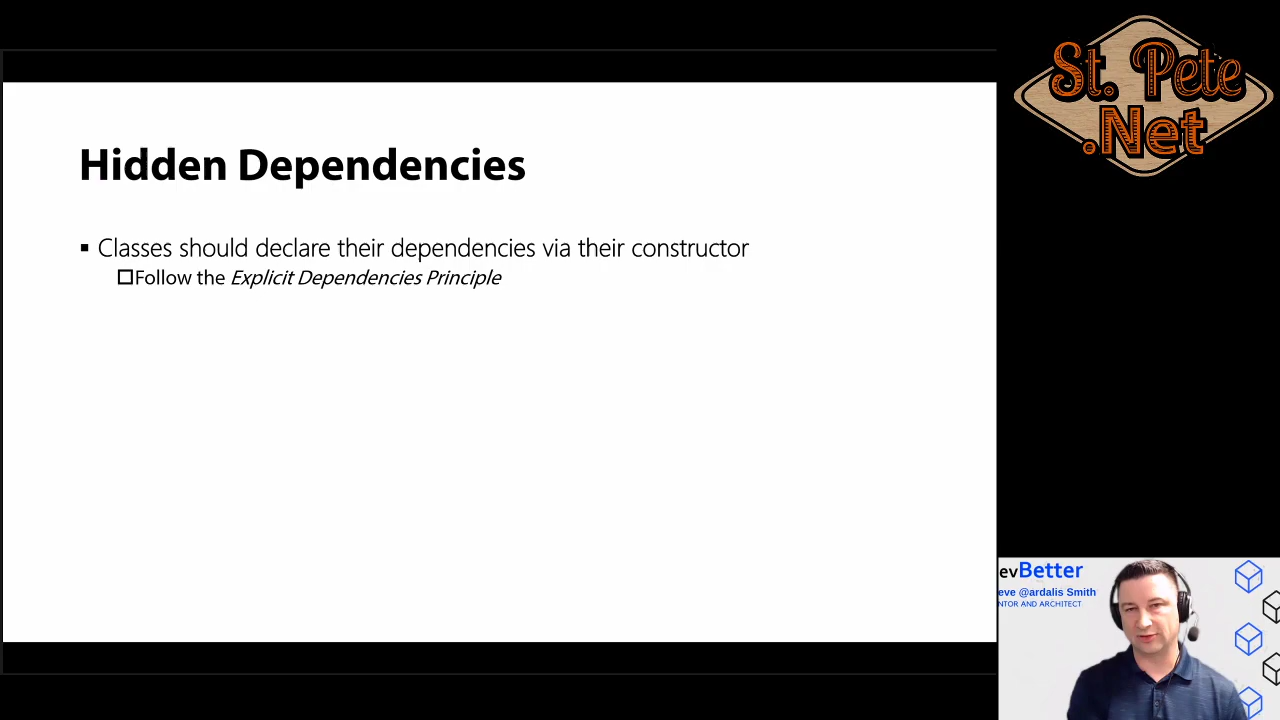 St. Pete
.Net
Hidden Dependencies
▪ Classes should declare their dependencies via their constructor
☐Follow the Explicit Dependencies Principle
evBetter
eve @ardalis Smith
NTOR AND ARCHITECT